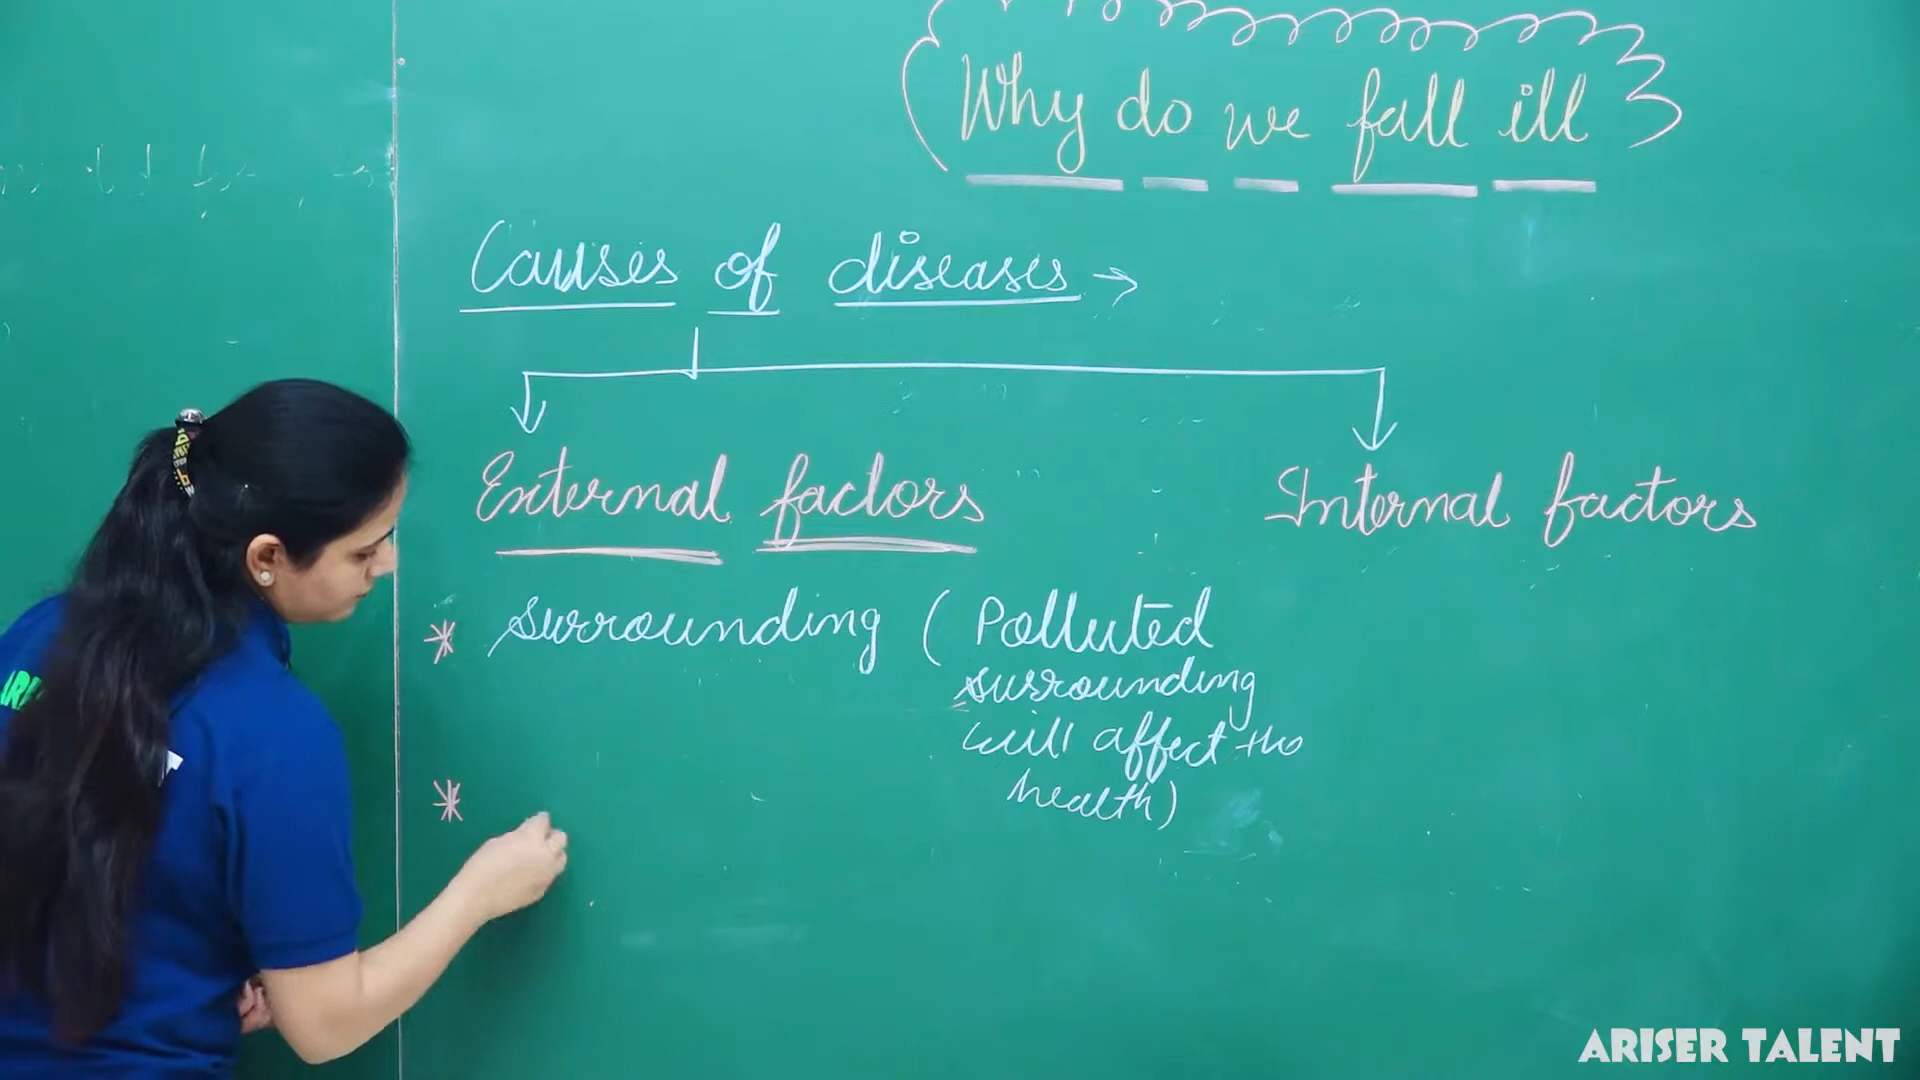 Why do we fall ill
Causes of diseases →
External factors
Internal factors
* surrounding ( Polluted
surrounding
will affect the
health)
*
ARISER TALENT